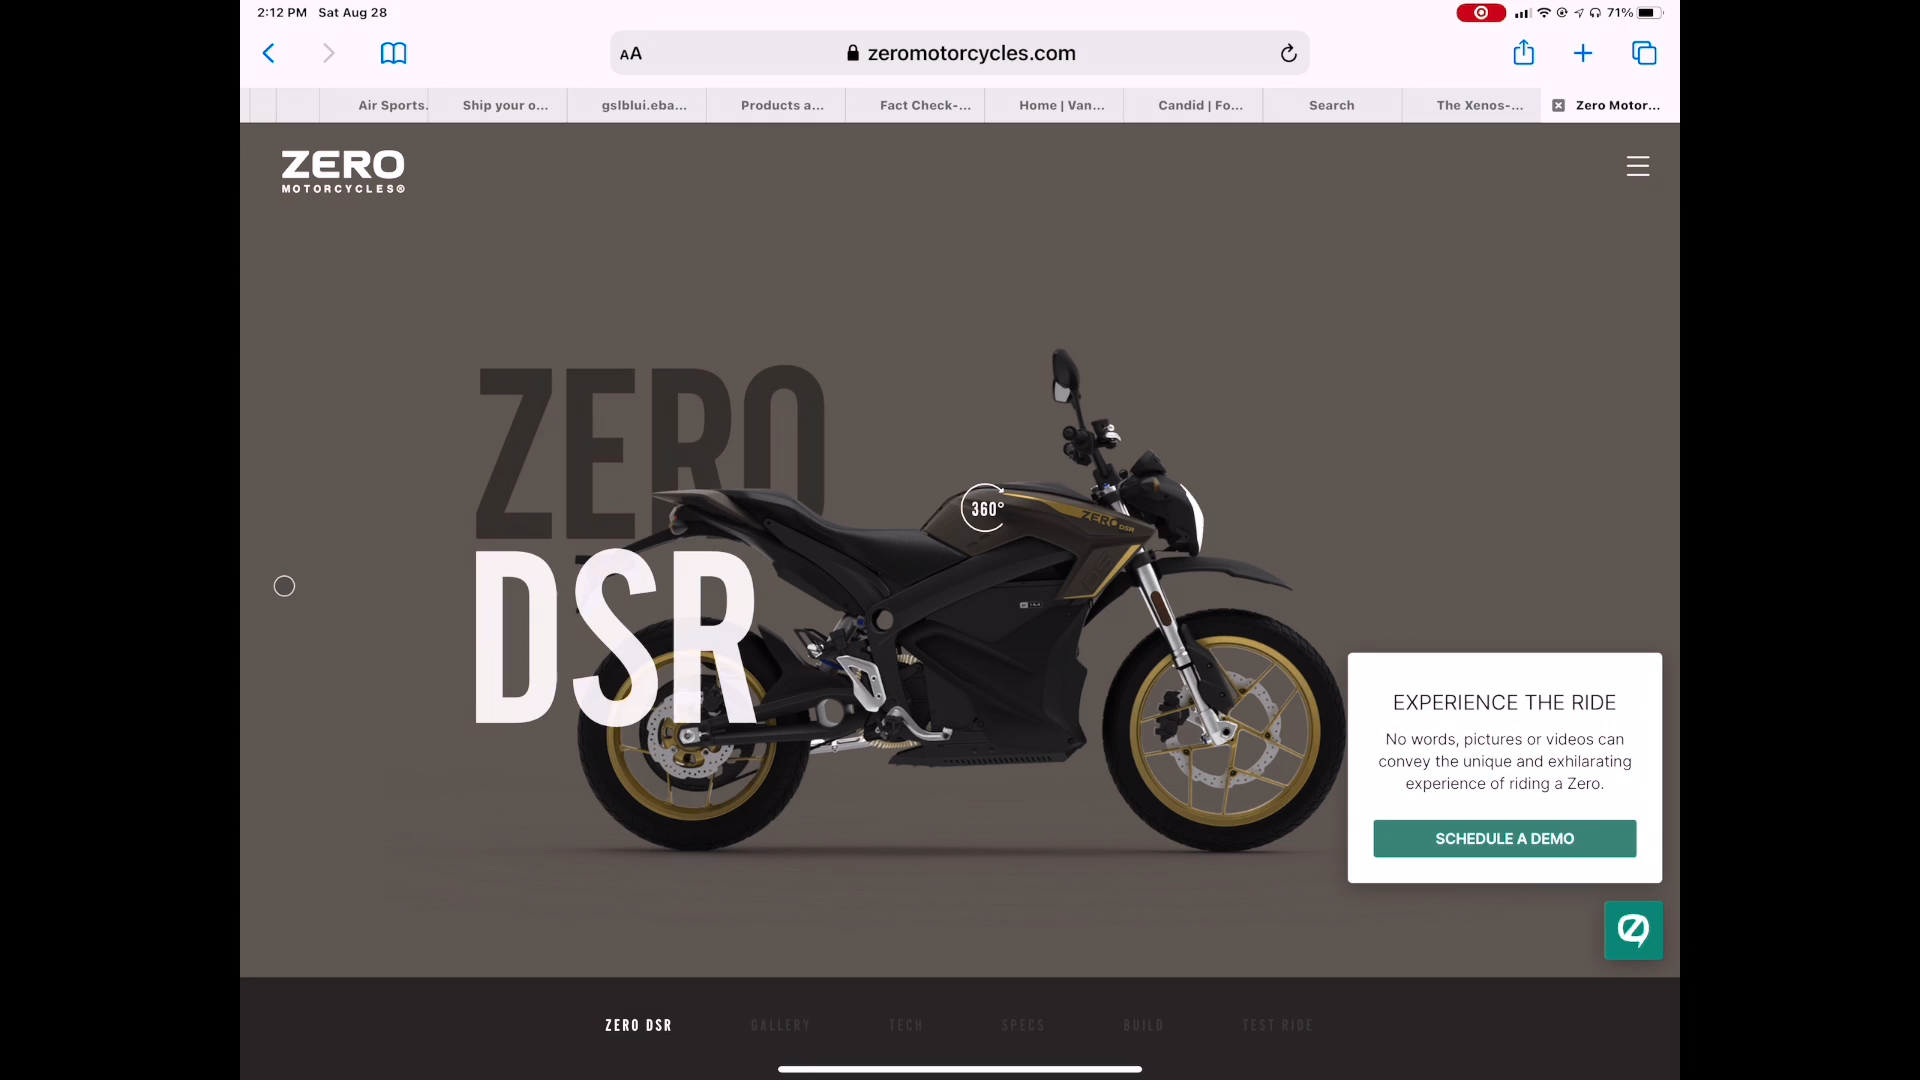 2:12 PM Sat Aug 28
71%
AA
zeromotorcycles.com
Air Sports.
Ship your o...
gslblui.eba...
Products a...
Fact Check-...
Home | Van...
Candid | Fo...
Search
The Xenos-...
Zero Motor...
ZERO
MOTORCYCLES®
ZERO
DSR
360°
ZERO DSR
EXPERIENCE THE RIDE
No words, pictures or videos can
convey the unique and exhilarating
experience of riding a Zero.
SCHEDULE A DEMO
ZERO DSR
GALLERY
TECH
SPECS
BUILD
TEST RIDE